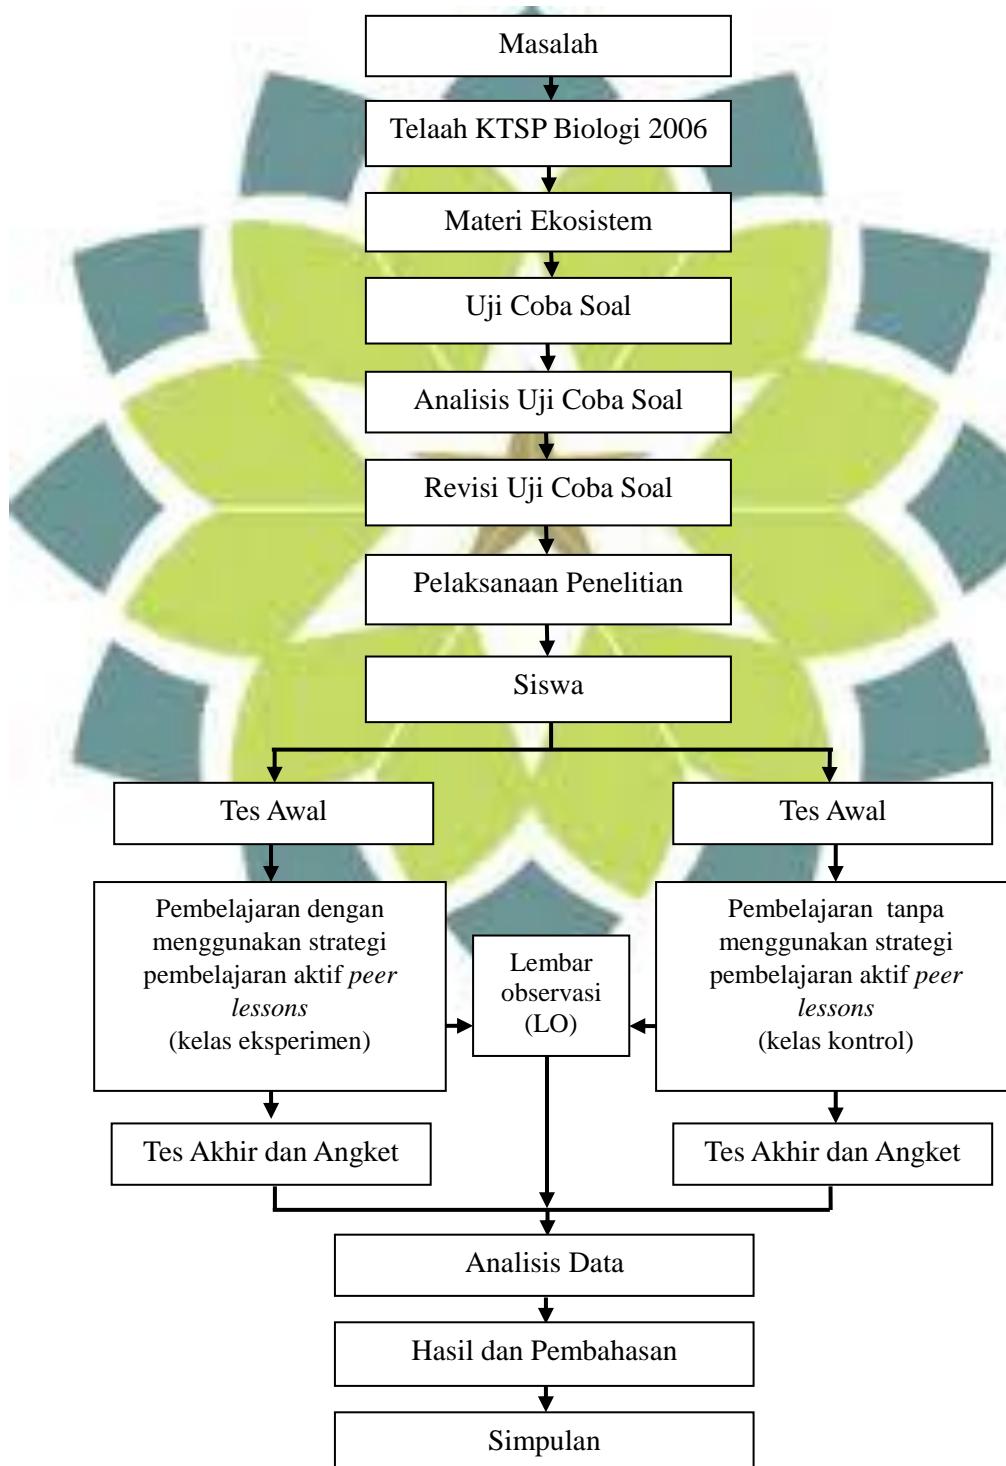 Masalah
Telaah KTSP Biologi 2006
Materi Ekosistem
Uji Coba Soal
Analisis Uji Coba Soal
Revisi Uji Coba Soal
Pelaksanaan Penelitian
Siswa
Tes Awal
Tes Awal
Pembelajaran dengan
menggunakan strategi
pembelajaran aktif peer
lessons
(kelas eksperimen)
Lembar
observasi
(LO)
Pembelajaran tanpa
menggunakan strategi
pembelajaran aktif peer
lessons
(kelas kontrol)
Tes Akhir dan Angket
Tes Akhir dan Angket
Analisis Data
Hasil dan Pembahasan
Simpulan